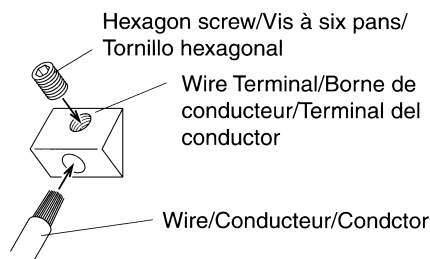 Hexagon screw/Vis à six pans/
Tornillo hexagonal
Wire Terminal/Borne de
conducteur/Terminal del
conductor
Wire/Conducteur/Condctor